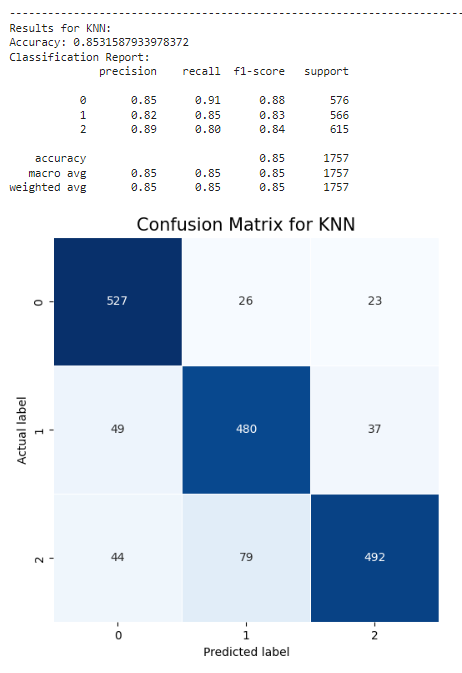 --------------------------------------------------------------------
Results for KNN:
Accuracy: 0.8531587933978372
Classification Report:
precision recall f1-score support
0 0.85 0.91 0.88 576
1 0.82 0.85 0.83 566
2 0.89 0.80 0.84 615
accuracy 0.85 1757
macro avg 0.85 0.85 0.85 1757
weighted avg 0.85 0.85 0.85 1757
Confusion Matrix for KNN
0 527 26 23
Actual label
1 49 480 37
2 44 79 492
0 1 2
Predicted label